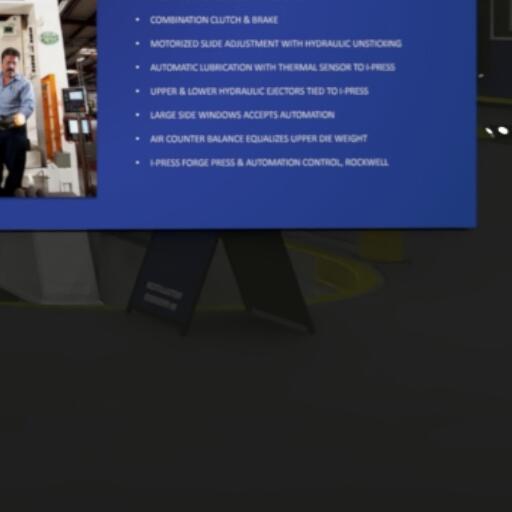 • COMBINATION CLUTCH & BRAKE
• MOTORIZED SLIDE ADJUSTMENT WITH HYDRAULIC UNSTICKING
• AUTOMATIC LUBRICATION WITH THERMAL SENSOR TO I-PRESS
• UPPER & LOWER HYDRAULIC EJECTORS TIED TO I-PRESS
• LARGE SIDE WINDOWS ACCEPTS AUTOMATION
• AIR COUNTER BALANCE EQUALIZES UPPER DIE WEIGHT
• I-PRESS FORGE PRESS & AUTOMATION CONTROL, ROCKWELL